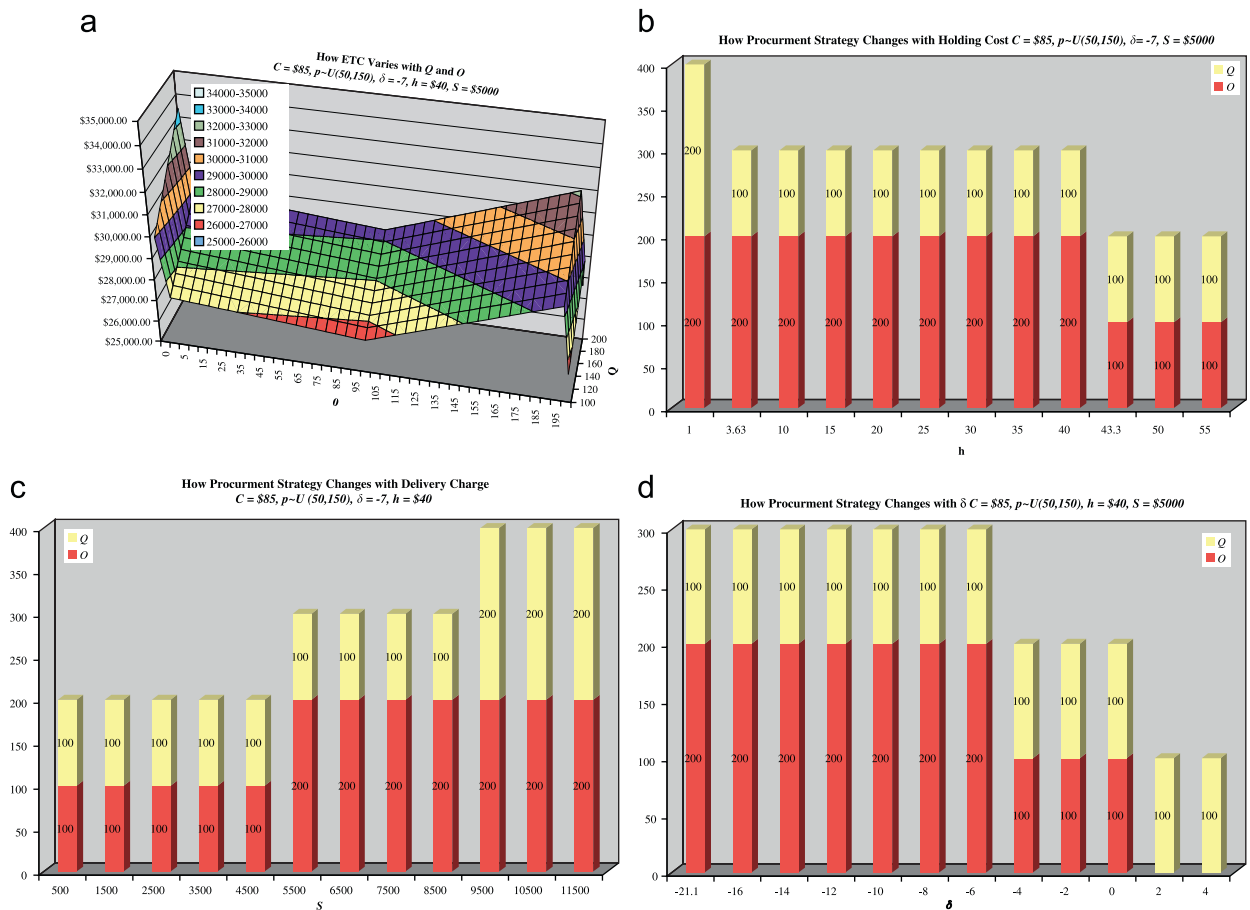 a
How ETC Varies with Q and O
C = $85, p~U(50,150), δ = -7, h = $40, S = $5000
34000-35000
33000-34000
32000-33000
31000-32000
30000-31000
29000-30000
28000-29000
27000-28000
26000-27000
25000-26000
$35,000.00
$34,000.00
$33,000.00
$32,000.00
$31,000.00
$30,000.00
$29,000.00
$28,000.00
$27,000.00
$26,000.00
$25,000.00
0 5 15 25 35 45 55 65 75 85 95 105 115 125 135 145 155 165 175 185 195
0
200
180
160
140
120
100
Q
b
How Procurment Strategy Changes with Holding Cost C = $85, p~U(50,150), δ= -7, S = $5000
Q
O
400
350
300
250
200
150
100
50
0
200 100 100 100 100 100 100 100 100 100 100 100
200 200 200 200 200 200 200 200 200 100 100 100
1 3.63 10 15 20 25 30 35 40 43.3 50 55
h
c
How Procurment Strategy Changes with Delivery Charge
C = $85, p~U (50,150), δ = -7, h = $40
Q
O
400
350
300
250
200
150
100
50
0
100 100 100 100 100 100 100 100 100 200 200 200
100 100 100 100 100 200 200 200 200 200 200 200
500 1500 2500 3500 4500 5500 6500 7500 8500 9500 10500 11500
S
d
How Procurment Strategy Changes with δ C = $85, p~U(50,150), h = $40, S = $5000
Q
O
300
250
200
150
100
50
0
100 100 100 100 100 100 100 100 100 100 100 100
200 200 200 200 200 200 200 100 100 100
-21.1 -16 -14 -12 -10 -8 -6 -4 -2 0 2 4
δ